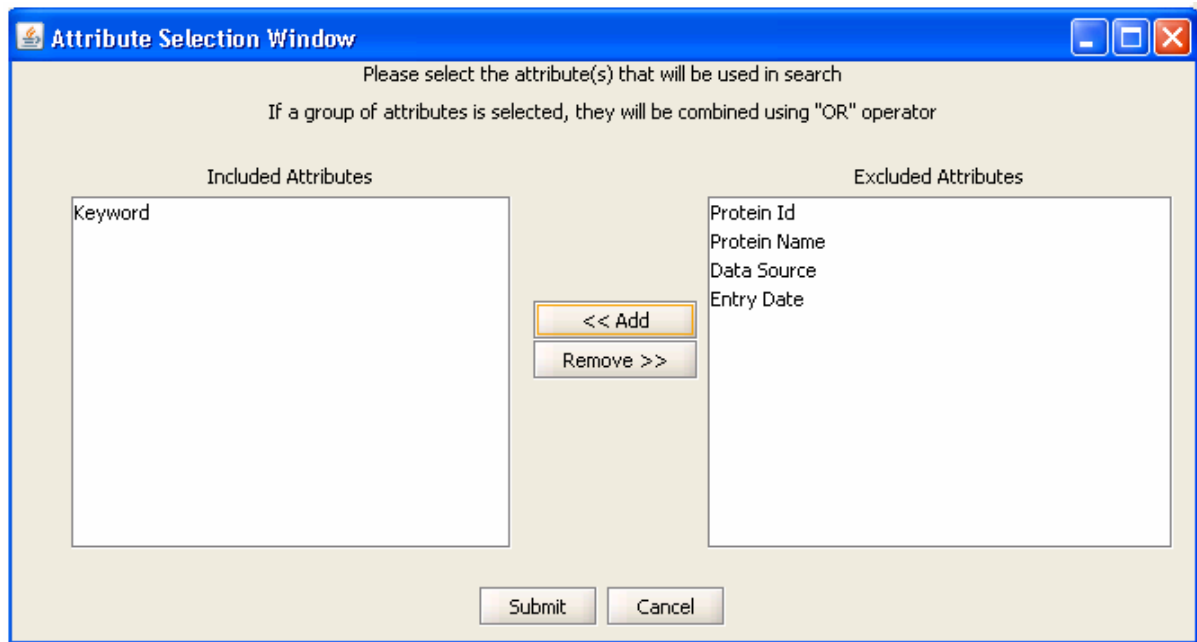 Attribute Selection Window
Please select the attribute(s) that will be used in search
If a group of attributes is selected, they will be combined using "OR" operator
Included Attributes
Keyword
<< Add
Remove >>
Excluded Attributes
Protein Id
Protein Name
Data Source
Entry Date
Submit
Cancel